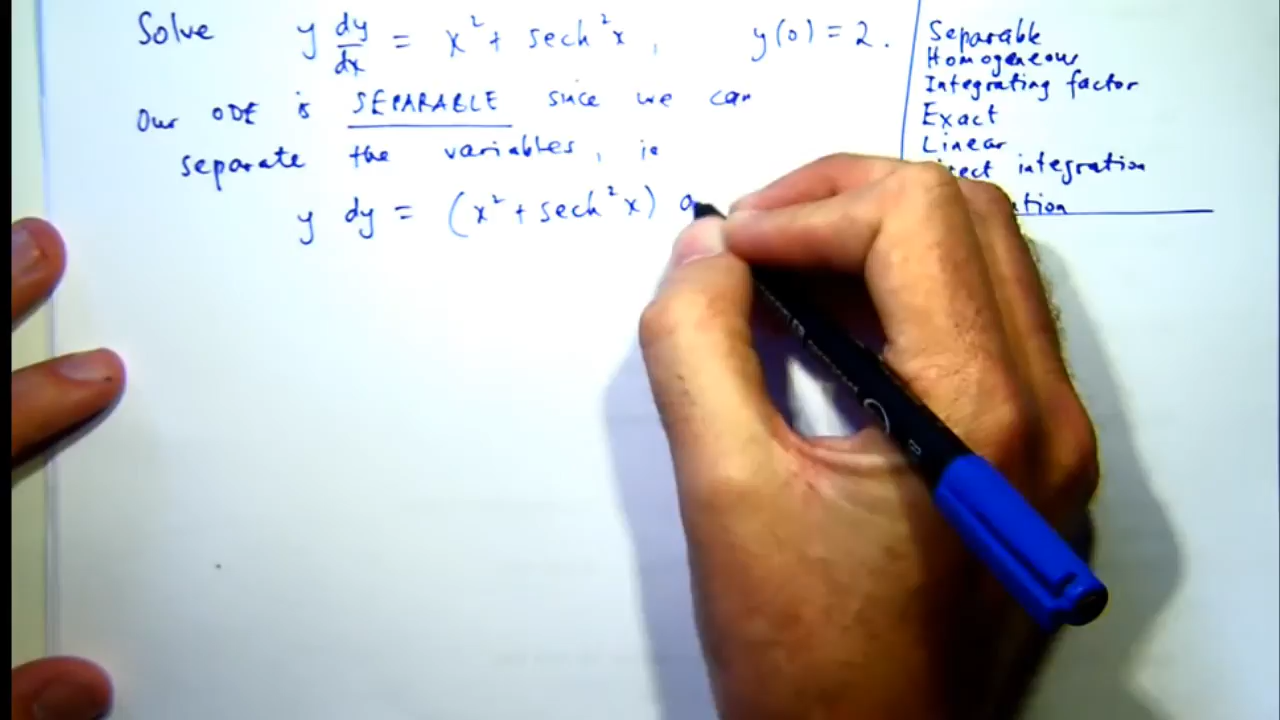 Solve y dy/dx = x² + sech²x, y(0) = 2.
Our ODE is SEPARABLE since we can
separate the variables, ie
y dy = (x² + sech²x)
Separable
Homogeneous
Integrating factor
Exact
Linear
integration